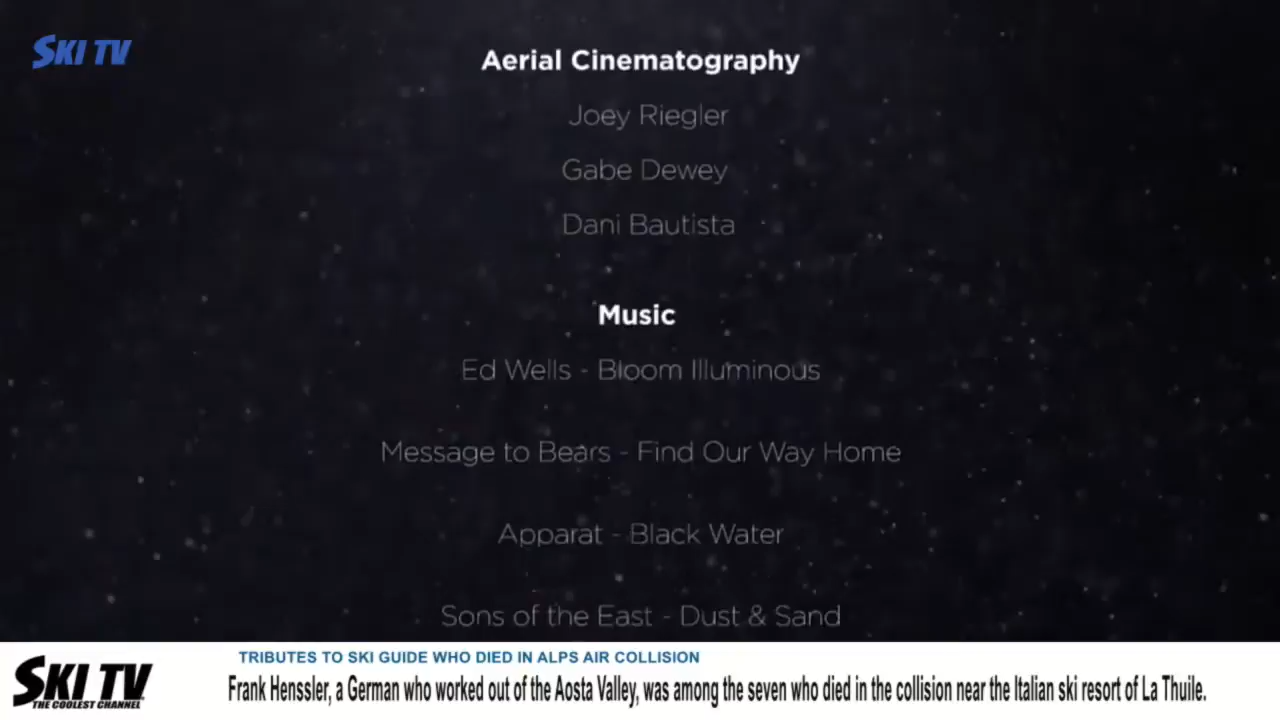 SKI TV
Aerial Cinematography
Joey Riegler
Gabe Dewey
Dani Bautista
Music
Ed Wells - Bloom Illuminous
Message to Bears - Find Our Way Home
Apparat - Black Water
Sons of the East - Dust & Sand
SKI TV
THE COOLEST CHANNEL
TRIBUTES TO SKI GUIDE WHO DIED IN ALPS AIR COLLISION
Frank Henssler, a German who worked out of the Aosta Valley, was among the seven who died in the collision near the Italian ski resort of La Thuile.